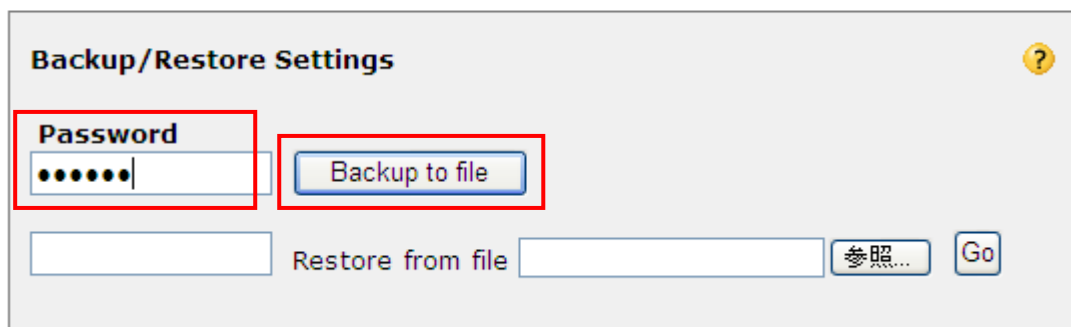 Backup/Restore Settings ?
Password
•••••• Backup to file
Restore from file 参照... Go